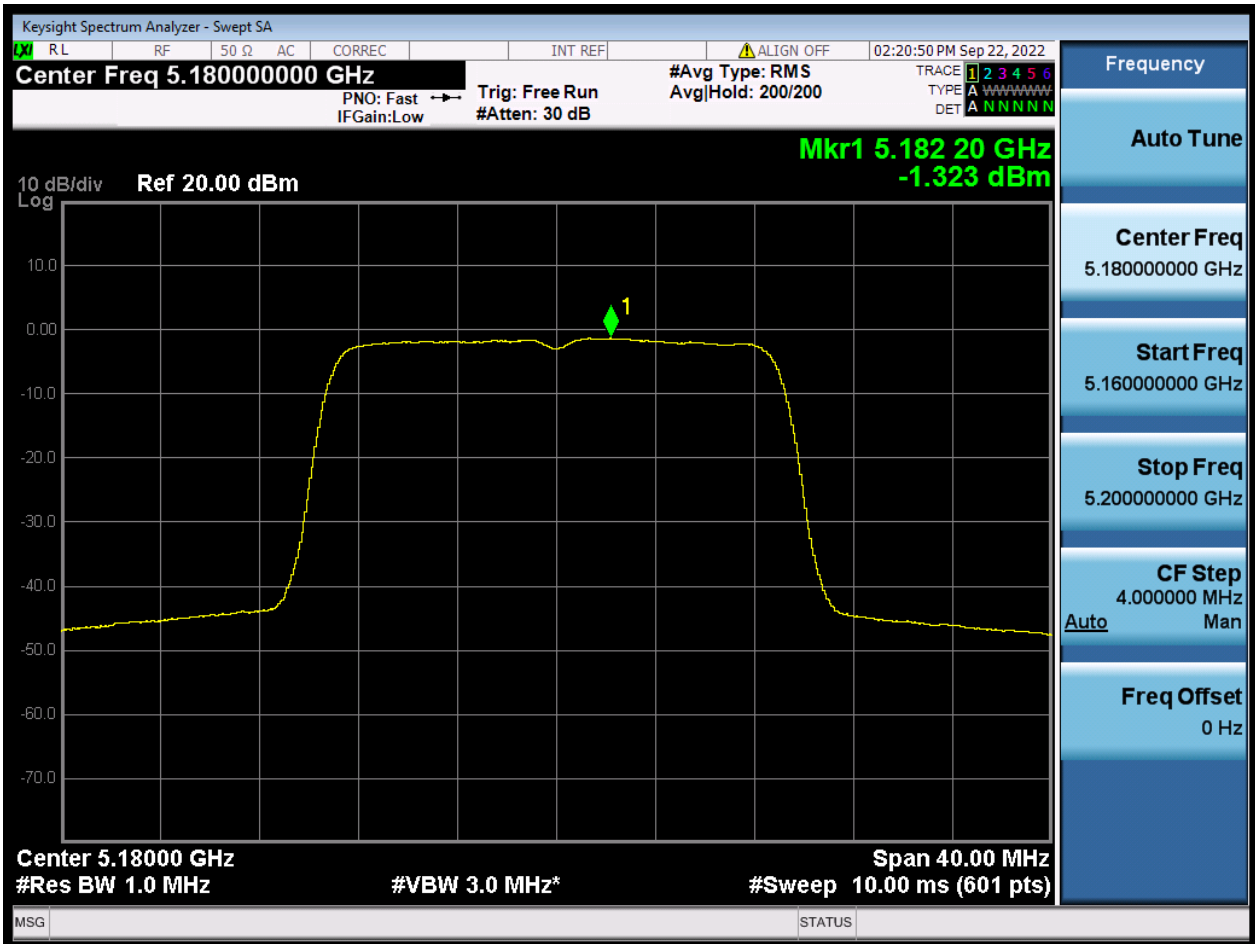 Keysight Spectrum Analyzer - Swept SA
LXI RL RF 50 Ω AC CORREC INT REF ALIGN OFF 02:20:50 PM Sep 22, 2022
Center Freq 5.180000000 GHz
PNO: Fast
IFGain:Low
Trig: Free Run
#Atten: 30 dB
#Avg Type: RMS
Avg|Hold: 200/200
TRACE 1 2 3 4 5 6
TYPE A WWWWW
DET A N N N N N
Mkr1 5.182 20 GHz
-1.323 dBm
10 dB/div Ref 20.00 dBm
Log
10.0
0.00
-10.0
-20.0
-30.0
-40.0
-50.0
-60.0
-70.0
1
Center 5.18000 GHz Span 40.00 MHz
#Res BW 1.0 MHz #VBW 3.0 MHz* #Sweep 10.00 ms (601 pts)
MSG STATUS
Frequency
Auto Tune
Center Freq
5.180000000 GHz
Start Freq
5.160000000 GHz
Stop Freq
5.200000000 GHz
CF Step
4.000000 MHz
Auto Man
Freq Offset
0 Hz